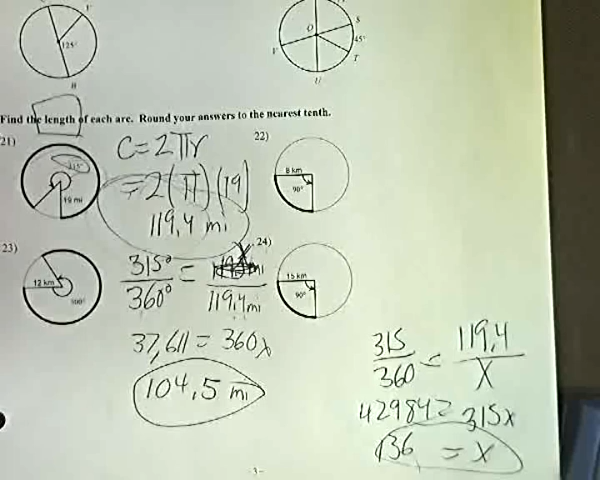 125°
H
O
S
45°
T
V
U
Find the length of each arc. Round your answers to the nearest tenth.
21)
315°
19 mi
C=2πr
=2(π)(19)
119,4 mi
22)
8 km
90°
23)
12 km
300°
315°/360° = x/119,4mi
37,611 = 360x
104,5 mi
24)
15 km
90°
315/360 = 119,4/x
42984 = 315x
136 = x
- 3 -